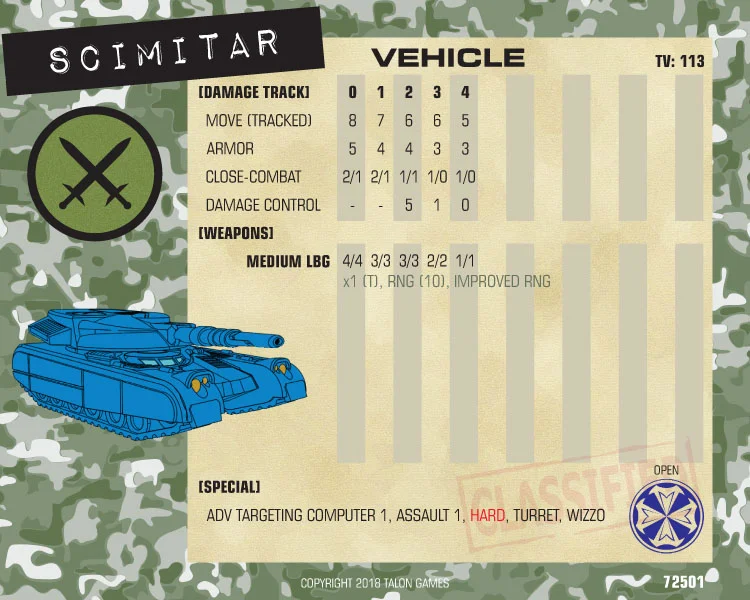 SCIMITAR
VEHICLE
TV: 113
[DAMAGE TRACK] 0 1 2 3 4
MOVE (TRACKED) 8 7 6 6 5
ARMOR 5 4 4 3 3
CLOSE-COMBAT 2/1 2/1 1/1 1/0 1/0
DAMAGE CONTROL - - 5 1 0
[WEAPONS]
MEDIUM LBG 4/4 3/3 3/3 2/2 1/1
x1 (T), RNG (10), IMPROVED RNG
CLASSIFIED
OPEN
[SPECIAL]
ADV TARGETING COMPUTER 1, ASSAULT 1, HARD, TURRET, WIZZO
COPYRIGHT 2018 TALON GAMES
72501